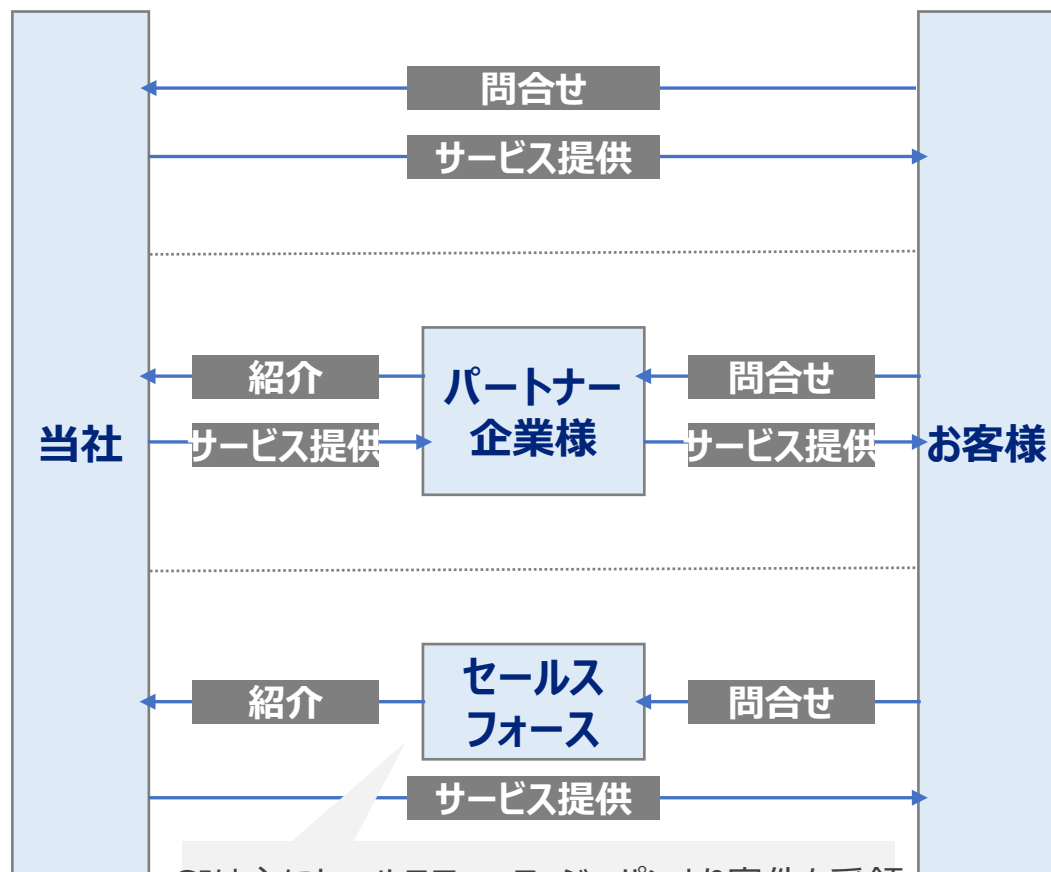 問合せ
サービス提供
紹介
パートナー
企業様
問合せ
当社
サービス提供
サービス提供
お客様
紹介
セールス
フォース
問合せ
サービス提供